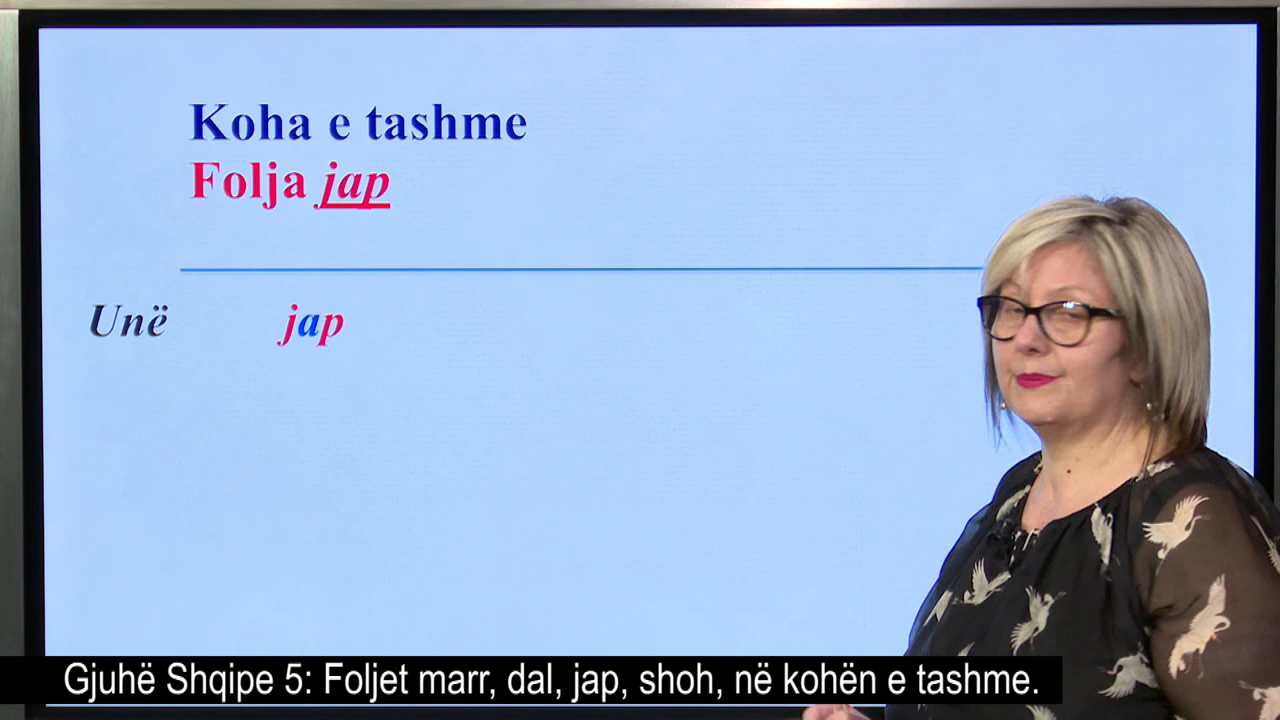 Koha e tashme
Folja jap
Unë jap
Gjuhë Shqipe 5: Foljet marr, dal, jap, shoh, në kohën e tashme.